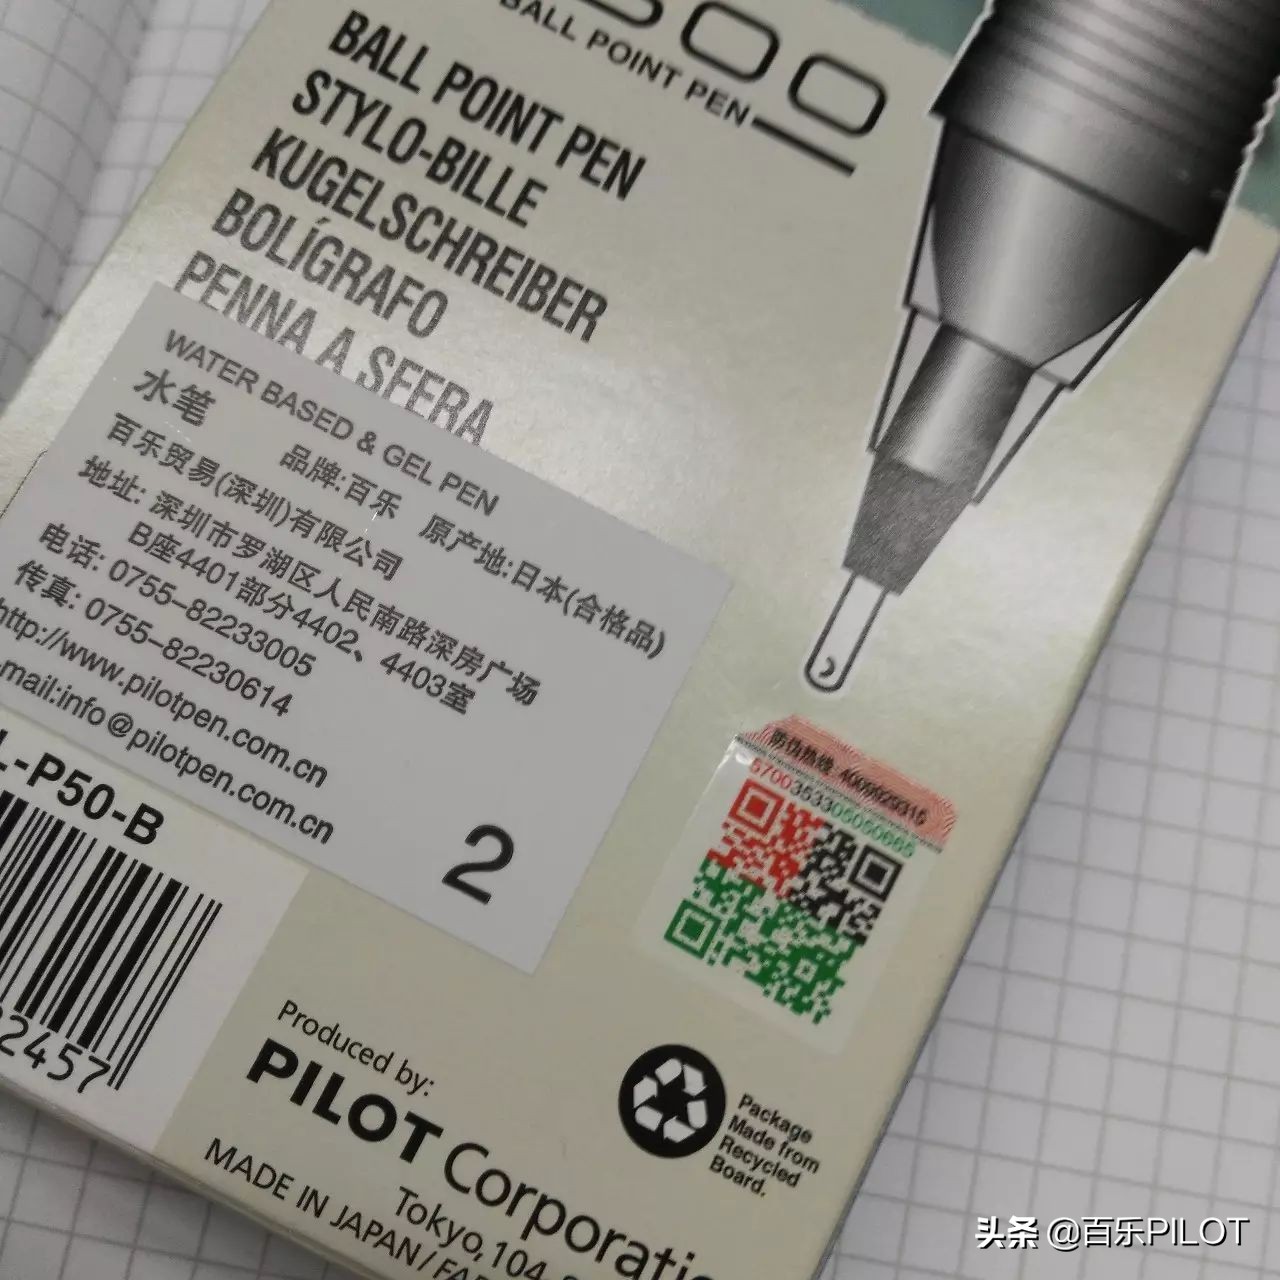 BALL POINT PEN
BALL POINT PEN
STYLO-BILLE
KUGELSCHREIBER
BOLÍGRAFO
PENNA A SFERA
WATER BASED & GEL PEN
水笔 品牌:百乐 原产地:日本(合格品)
百乐贸易(深圳)有限公司
地址: 深圳市罗湖区人民南路深房广场
B座4401部分4402、4403室
电话: 0755-82233005
传真: 0755-82230614
http://www.pilotpen.com.cn
mail:info@pilotpen.com.cn
2
L-P50-B
2457
防伪热线 4006929315
5700353305050665
Produced by:
PILOT Corporatio
Tokyo, 104
MADE IN JAPAN/FA
Package
Made from
Recycled
Board.
头条 @百乐PILOT